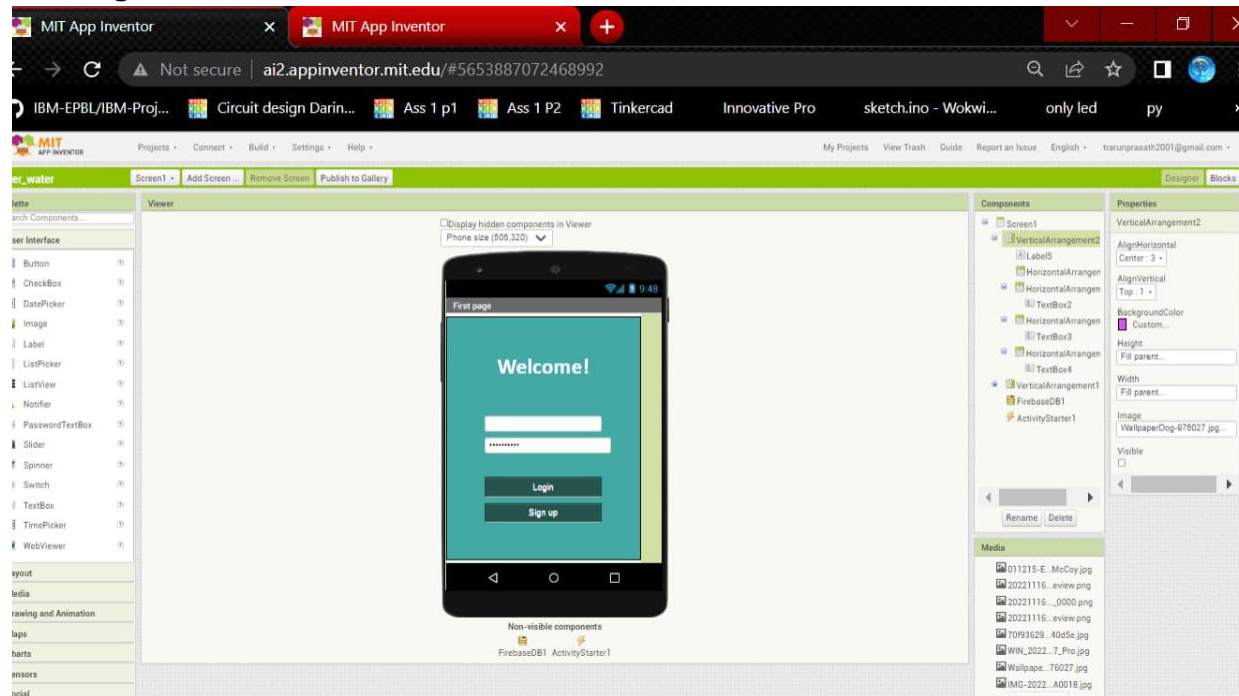 MIT App Inventor
MIT App Inventor
Not secure | ai2.appinventor.mit.edu/#5653887072468992
IBM-EPBL/IBM-Proj... Circuit design Darin... Ass 1 p1 Ass 1 P2 Tinkercad Innovative Pro sketch.ino - Wokwi... only led py
MIT
APP INVENTOR
Projects Connect Build Settings Help
My Projects View Trash Guide Report an Issue English trarunprasath2001@gmail.com
er_water
Screen1 Add Screen ... Remove Screen Publish to Gallery
Designer Blocks
lette
arch Components...
ser Interface
Button
CheckBox
DatePicker
Image
Label
ListPicker
ListView
Notifier
PasswordTextBox
Slider
Spinner
Switch
TextBox
TimePicker
WebViewer
ayout
ledia
rawing and Animation
laps
harts
ensors
ocial
Viewer
Display hidden components in Viewer
Phone size (505,320)
9:48
First page
Welcome!
Login
Sign up
Non-visible components
FirebaseDB1 ActivityStarter1
Components
Screen1
VerticalArrangement2
Label5
HorizontalArrangen
HorizontalArrangen
TextBox2
HorizontalArrangen
TextBox3
HorizontalArrangen
TextBox4
VerticalArrangement1
FirebaseDB1
ActivityStarter1
Rename Delete
Media
011215-E...McCoy.jpg
20221116...eview.png
20221116..._0000.png
20221116...eview.png
70f93629...40d5e.jpg
WIN_2022...7_Pro.jpg
Wallpape...76027.jpg
IMG-2022...A0018.jpg
Properties
VerticalArrangement2
AlignHorizontal
Center : 3
AlignVertical
Top : 1
BackgroundColor
Custom...
Height
Fill parent...
Width
Fill parent...
Image
WallpaperDog-976027.jpg...
Visible